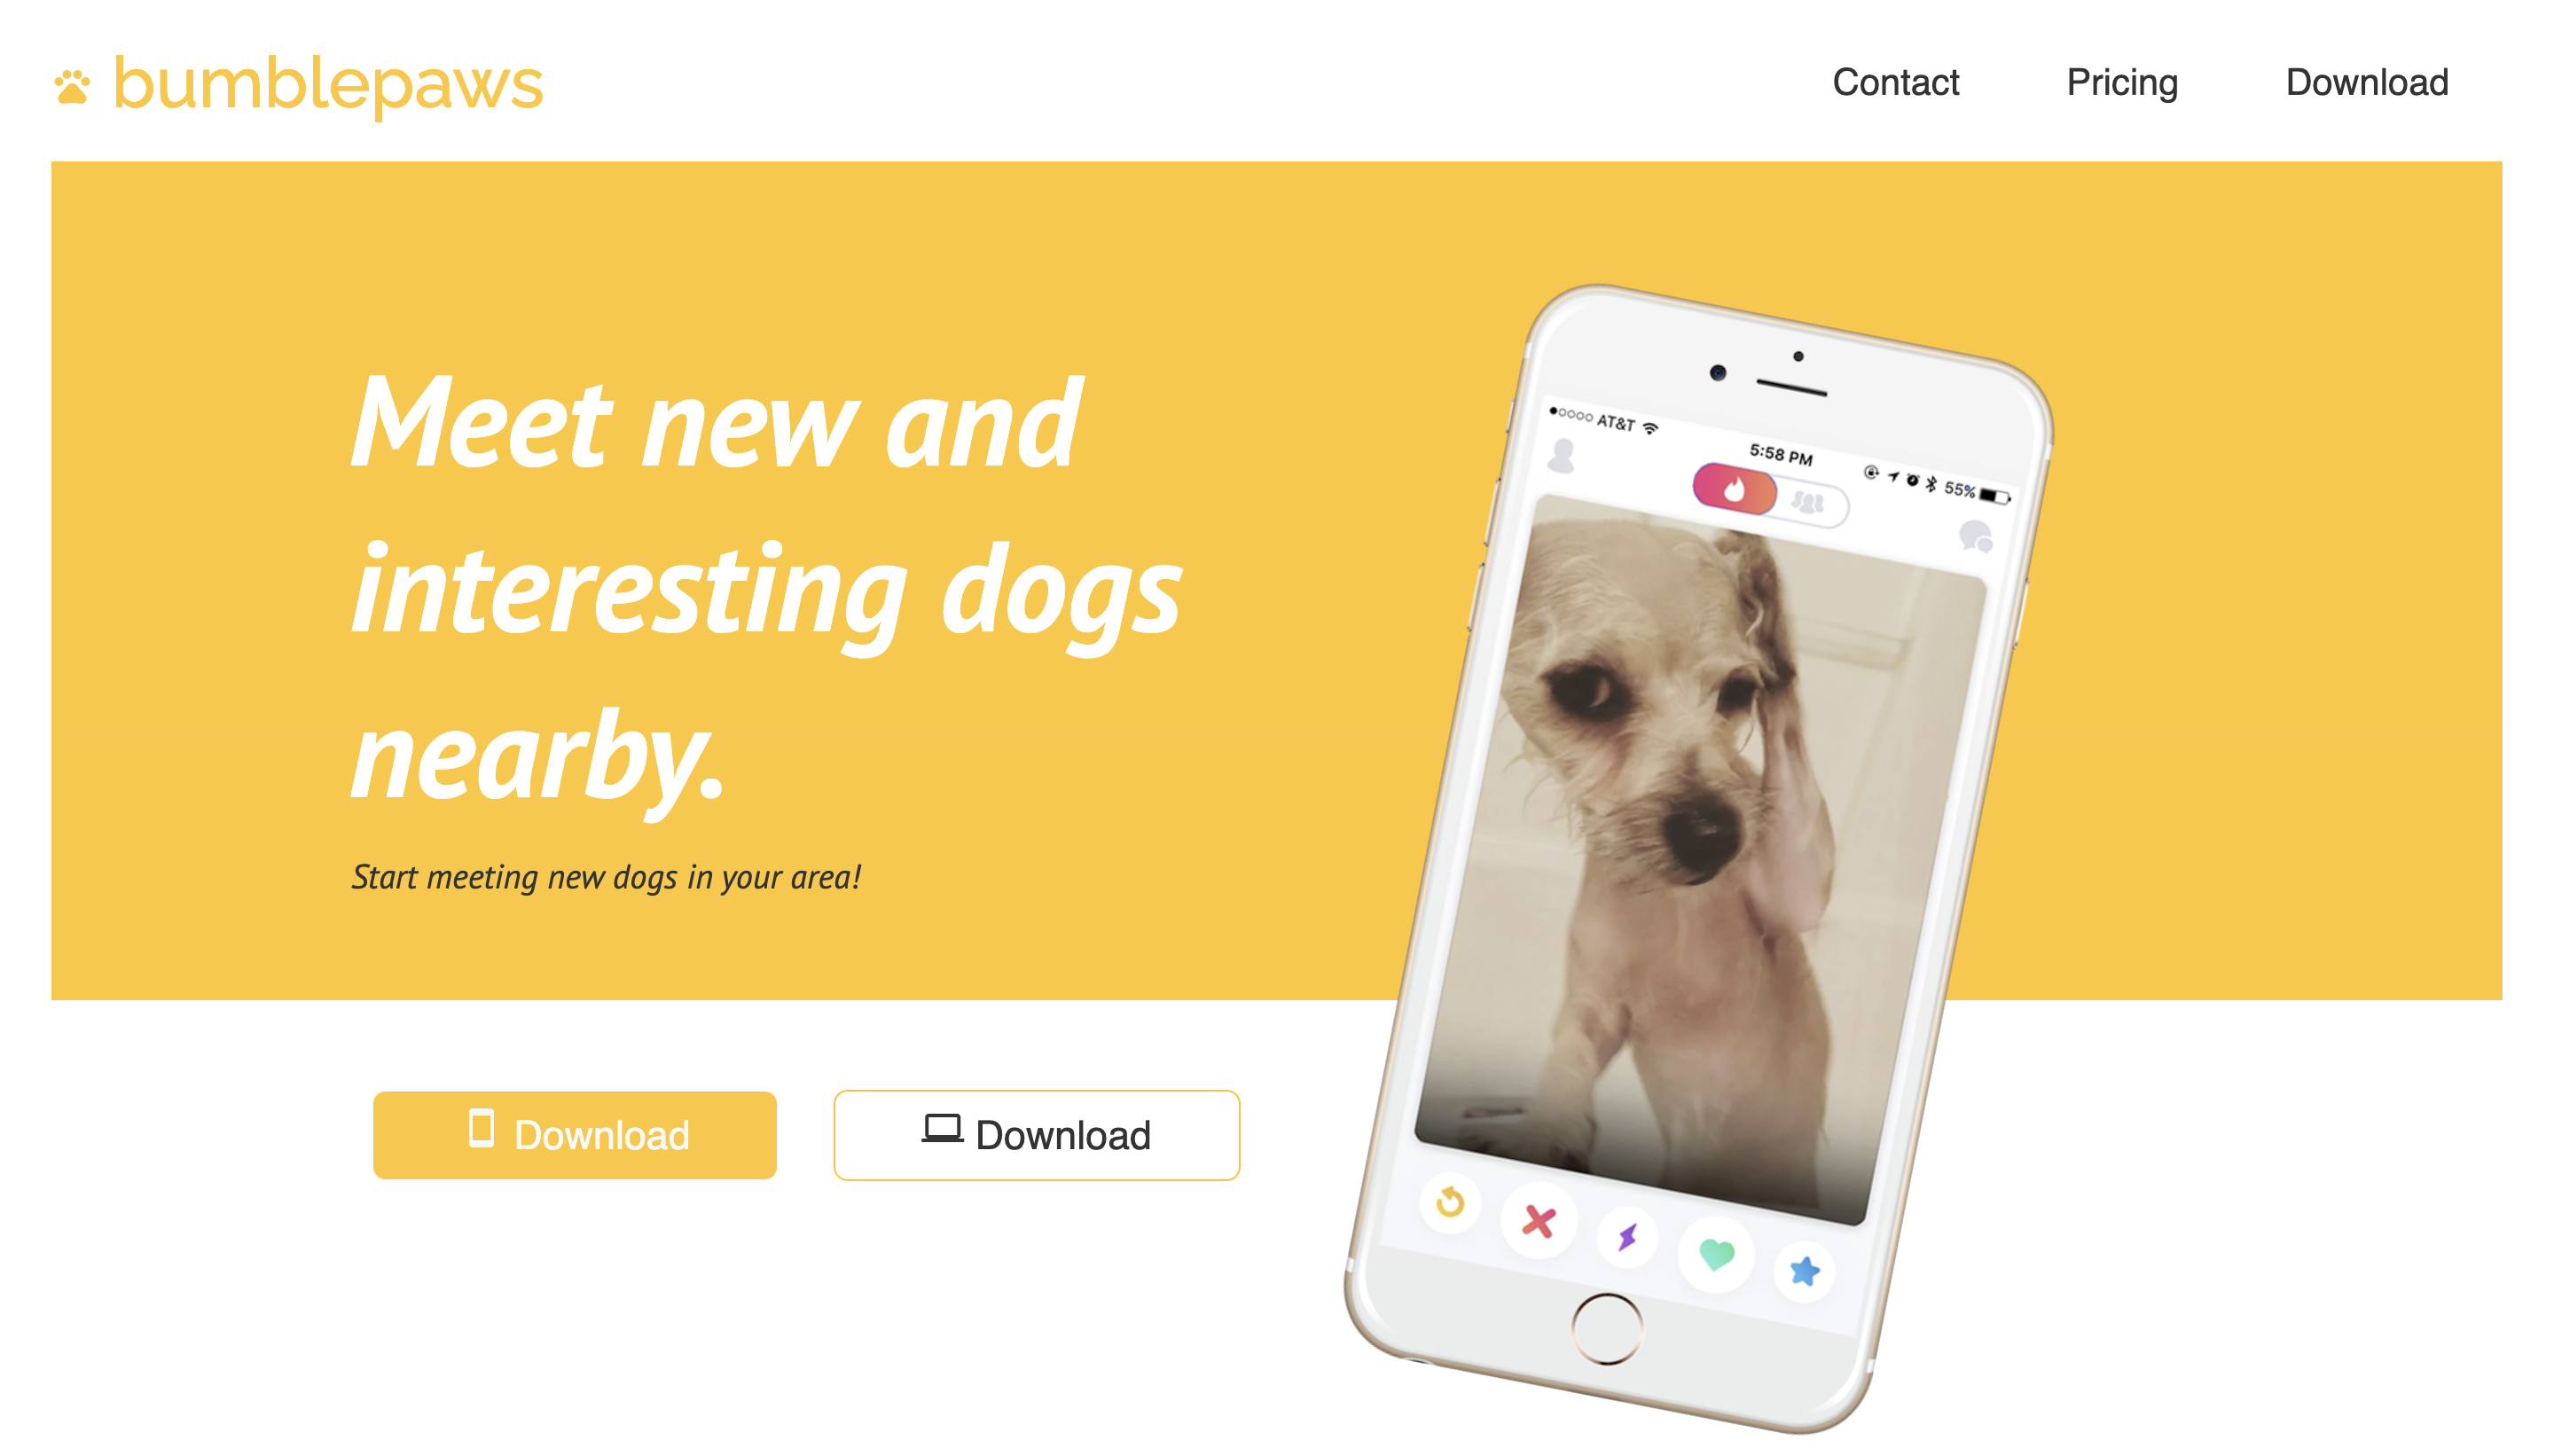 bumblepaws
Contact
Pricing
Download
Meet new and
interesting dogs
nearby.
Start meeting new dogs in your area!
AT&T
5:58 PM
55%
Download
Download